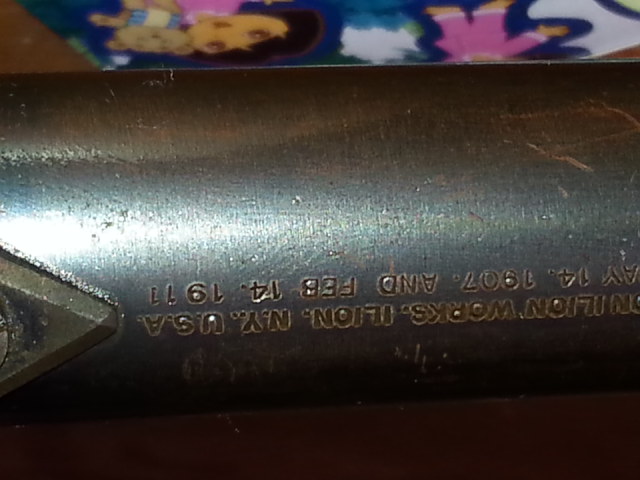 ON ILION WORKS. ILION. N.Y. U.S.A.
AY 14. 1907. AND FEB 14. 1911